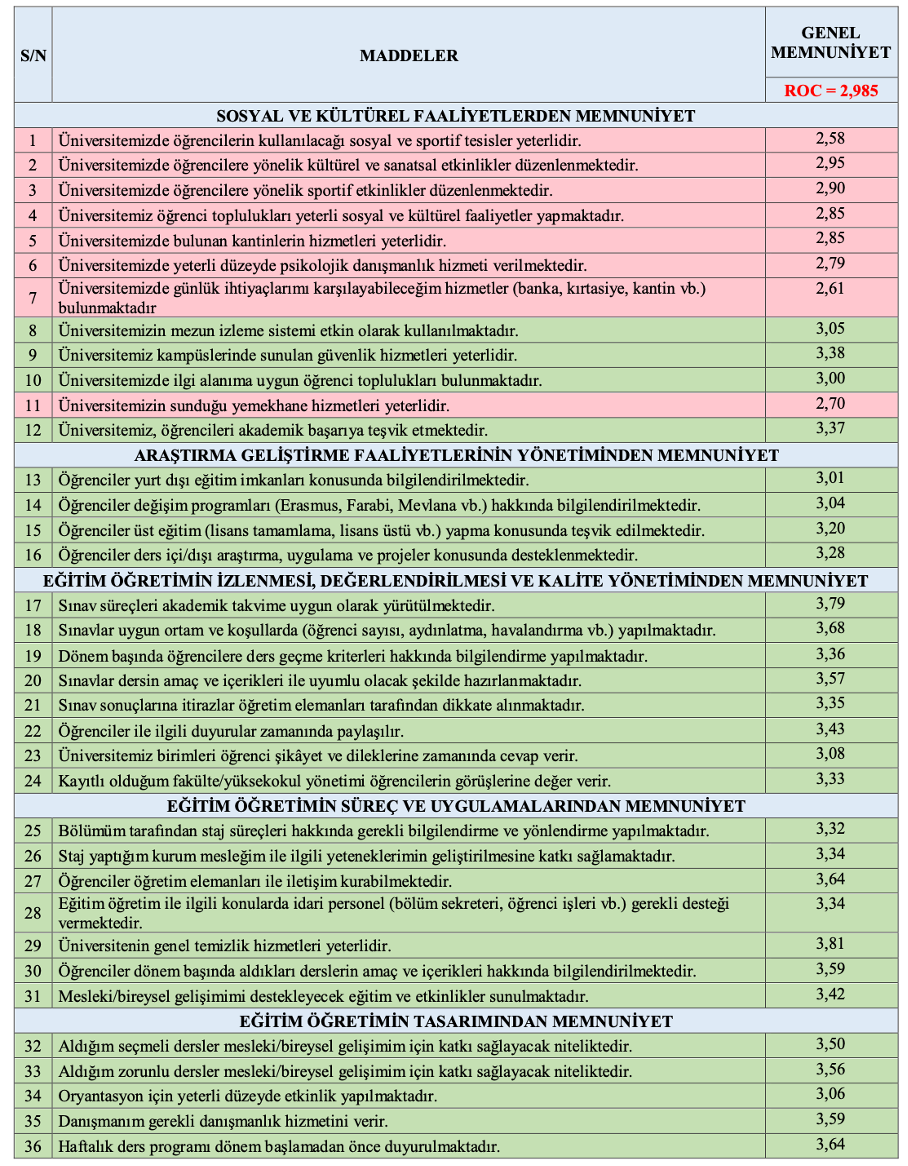 S/N MADDELER GENEL
MEMNUNİYET
ROC = 2,985
SOSYAL VE KÜLTÜREL FAALİYETLERDEN MEMNUNİYET
1 Üniversitemizde öğrencilerin kullanılacağı sosyal ve sportif tesisler yeterlidir. 2,58
2 Üniversitemizde öğrencilere yönelik kültürel ve sanatsal etkinlikler düzenlenmektedir. 2,95
3 Üniversitemizde öğrencilere yönelik sportif etkinlikler düzenlenmektedir. 2,90
4 Üniversitemiz öğrenci toplulukları yeterli sosyal ve kültürel faaliyetler yapmaktadır. 2,85
5 Üniversitemizde bulunan kantinlerin hizmetleri yeterlidir. 2,85
6 Üniversitemizde yeterli düzeyde psikolojik danışmanlık hizmeti verilmektedir. 2,79
7 Üniversitemizde günlük ihtiyaçlarımı karşılayabileceğim hizmetler (banka, kırtasiye, kantin vb.) 2,61
bulunmaktadır
8 Üniversitemizin mezun izleme sistemi etkin olarak kullanılmaktadır. 3,05
9 Üniversitemiz kampüslerinde sunulan güvenlik hizmetleri yeterlidir. 3,38
10 Üniversitemizde ilgi alanıma uygun öğrenci toplulukları bulunmaktadır. 3,00
11 Üniversitemizin sunduğu yemekhane hizmetleri yeterlidir. 2,70
12 Üniversitemiz, öğrencileri akademik başarıya teşvik etmektedir. 3,37
ARAŞTIRMA GELİŞTİRME FAALİYETLERİNİN YÖNETİMİNDEN MEMNUNİYET
13 Öğrenciler yurt dışı eğitim imkanları konusunda bilgilendirilmektedir. 3,01
14 Öğrenciler değişim programları (Erasmus, Farabi, Mevlana vb.) hakkında bilgilendirilmektedir. 3,04
15 Öğrenciler üst eğitim (lisans tamamlama, lisans üstü vb.) yapma konusunda teşvik edilmektedir. 3,20
16 Öğrenciler ders içi/dışı araştırma, uygulama ve projeler konusunda desteklenmektedir. 3,28
EĞİTİM ÖĞRETİMİN İZLENMESİ, DEĞERLENDİRİLMESİ VE KALİTE YÖNETİMİNDEN MEMNUNİYET
17 Sınav süreçleri akademik takvime uygun olarak yürütülmektedir. 3,79
18 Sınavlar uygun ortam ve koşullarda (öğrenci sayısı, aydınlatma, havalandırma vb.) yapılmaktadır. 3,68
19 Dönem başında öğrencilere ders geçme kriterleri hakkında bilgilendirme yapılmaktadır. 3,36
20 Sınavlar dersin amaç ve içerikleri ile uyumlu olacak şekilde hazırlanmaktadır. 3,57
21 Sınav sonuçlarına itirazlar öğretim elemanları tarafından dikkate alınmaktadır. 3,35
22 Öğrenciler ile ilgili duyurular zamanında paylaşılır. 3,43
23 Üniversitemiz birimleri öğrenci şikâyet ve dileklerine zamanında cevap verir. 3,08
24 Kayıtlı olduğum fakülte/yüksekokul yönetimi öğrencilerin görüşlerine değer verir. 3,33
EĞİTİM ÖĞRETİMİN SÜREÇ VE UYGULAMALARINDAN MEMNUNİYET
25 Bölümüm tarafından staj süreçleri hakkında gerekli bilgilendirme ve yönlendirme yapılmaktadır. 3,32
26 Staj yaptığım kurum mesleğim ile ilgili yeteneklerimin geliştirilmesine katkı sağlamaktadır. 3,34
27 Öğrenciler öğretim elemanları ile iletişim kurabilmektedir. 3,64
28 Eğitim öğretim ile ilgili konularda idari personel (bölüm sekreteri, öğrenci işleri vb.) gerekli desteği 3,34
vermektedir.
29 Üniversitenin genel temizlik hizmetleri yeterlidir. 3,81
30 Öğrenciler dönem başında aldıkları derslerin amaç ve içerikleri hakkında bilgilendirilmektedir. 3,59
31 Mesleki/bireysel gelişimimi destekleyecek eğitim ve etkinlikler sunulmaktadır. 3,42
EĞİTİM ÖĞRETİMİN TASARIMINDAN MEMNUNİYET
32 Aldığım seçmeli dersler mesleki/bireysel gelişimim için katkı sağlayacak niteliktedir. 3,50
33 Aldığım zorunlu dersler mesleki/bireysel gelişimim için katkı sağlayacak niteliktedir. 3,56
34 Oryantasyon için yeterli düzeyde etkinlik yapılmaktadır. 3,06
35 Danışmanım gerekli danışmanlık hizmetini verir. 3,59
36 Haftalık ders programı dönem başlamadan önce duyurulmaktadır. 3,64